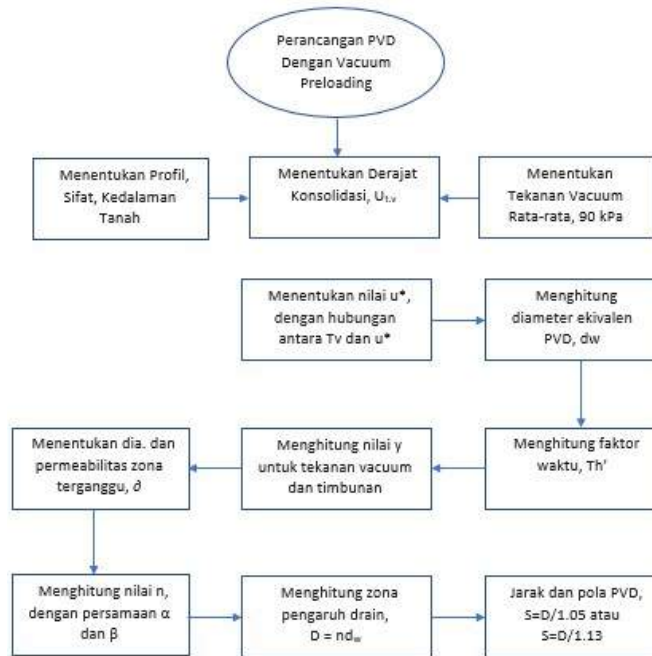 Perancangan PVD
Dengan Vacuum
Preloading
Menentukan Profil,
Sifat, Kedalaman
Tanah
Menentukan Derajat
Konsolidasi, Ut.v
Menentukan
Tekanan Vacuum
Rata-rata, 90 kPa
Menentukan nilai u*,
dengan hubungan
antara Tv dan u*
Menghitung
diameter ekivalen
PVD, dw
Menentukan dia. dan
permeabilitas zona
terganggu, ∂
Menghitung nilai y
untuk tekanan vacuum
dan timbunan
Menghitung faktor
waktu, Th'
Menghitung nilai n,
dengan persamaan α
dan β
Menghitung zona
pengaruh drain,
D = ndw
Jarak dan pola PVD,
S=D/1.05 atau
S=D/1.13